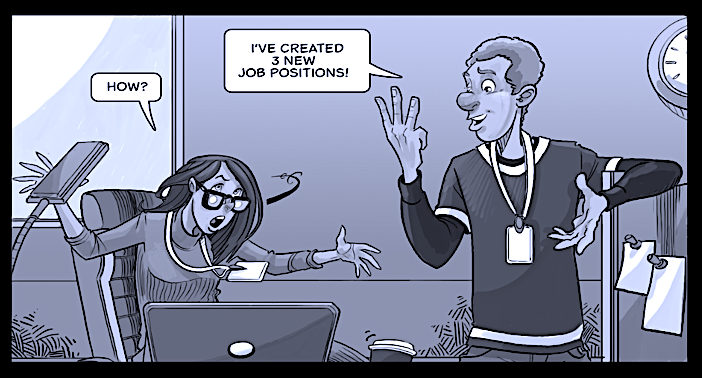 I'VE CREATED
3 NEW
JOB POSITIONS!
HOW?